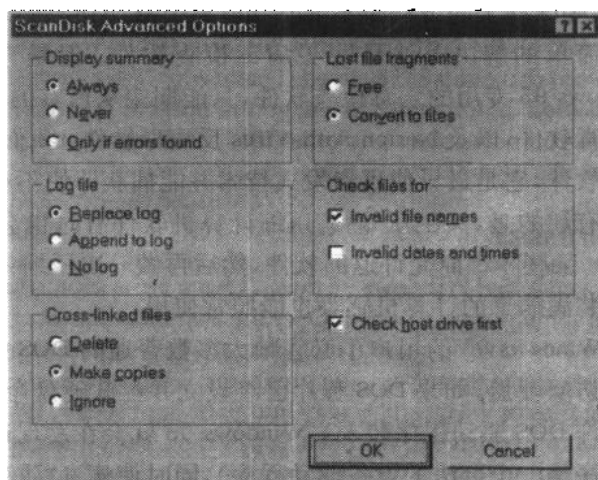 ScanDisk Advanced Options
Display summary
Always
Never
Only if errors found
Log file
Replace log
Append to log
No log
Cross-linked files
Delete
Make copies
Ignore
Lost file fragments
Free
Convert to files
Check files for
Invalid file names
Invalid dates and times
Check host drive first
OK
Cancel